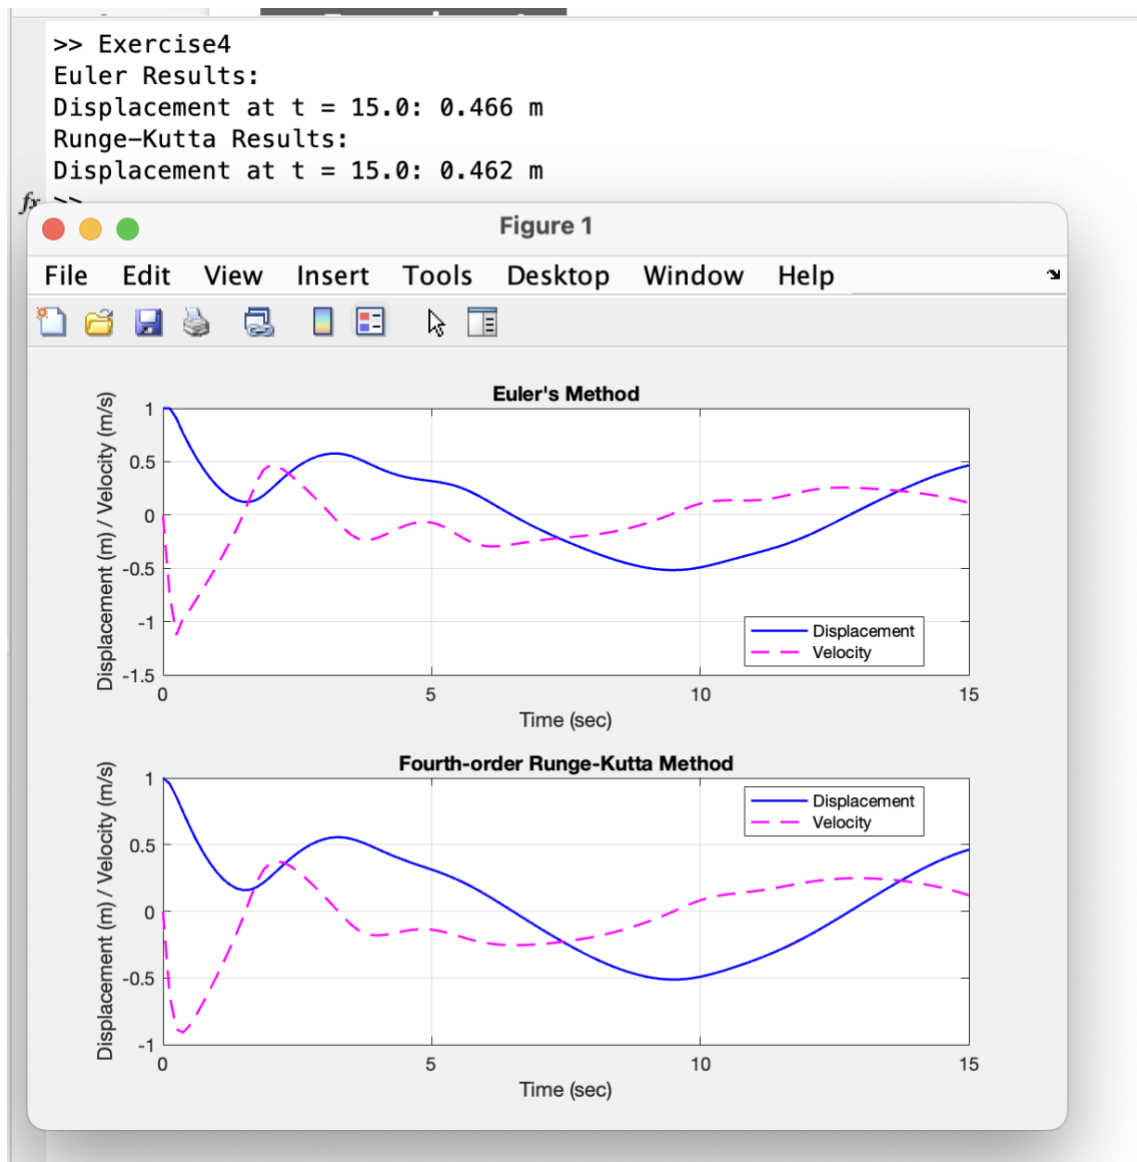 >> Exercise4
Euler Results:
Displacement at t = 15.0: 0.466 m
Runge-Kutta Results:
Displacement at t = 15.0: 0.462 m
fx >>
Figure 1
File Edit View Insert Tools Desktop Window Help
Euler's Method
Displacement (m) / Velocity (m/s)
1
0.5
0
-0.5
-1
-1.5
0 5 10 15
Time (sec)
Displacement
Velocity
Fourth-order Runge-Kutta Method
Displacement (m) / Velocity (m/s)
1
0.5
0
-0.5
-1
0 5 10 15
Time (sec)
Displacement
Velocity